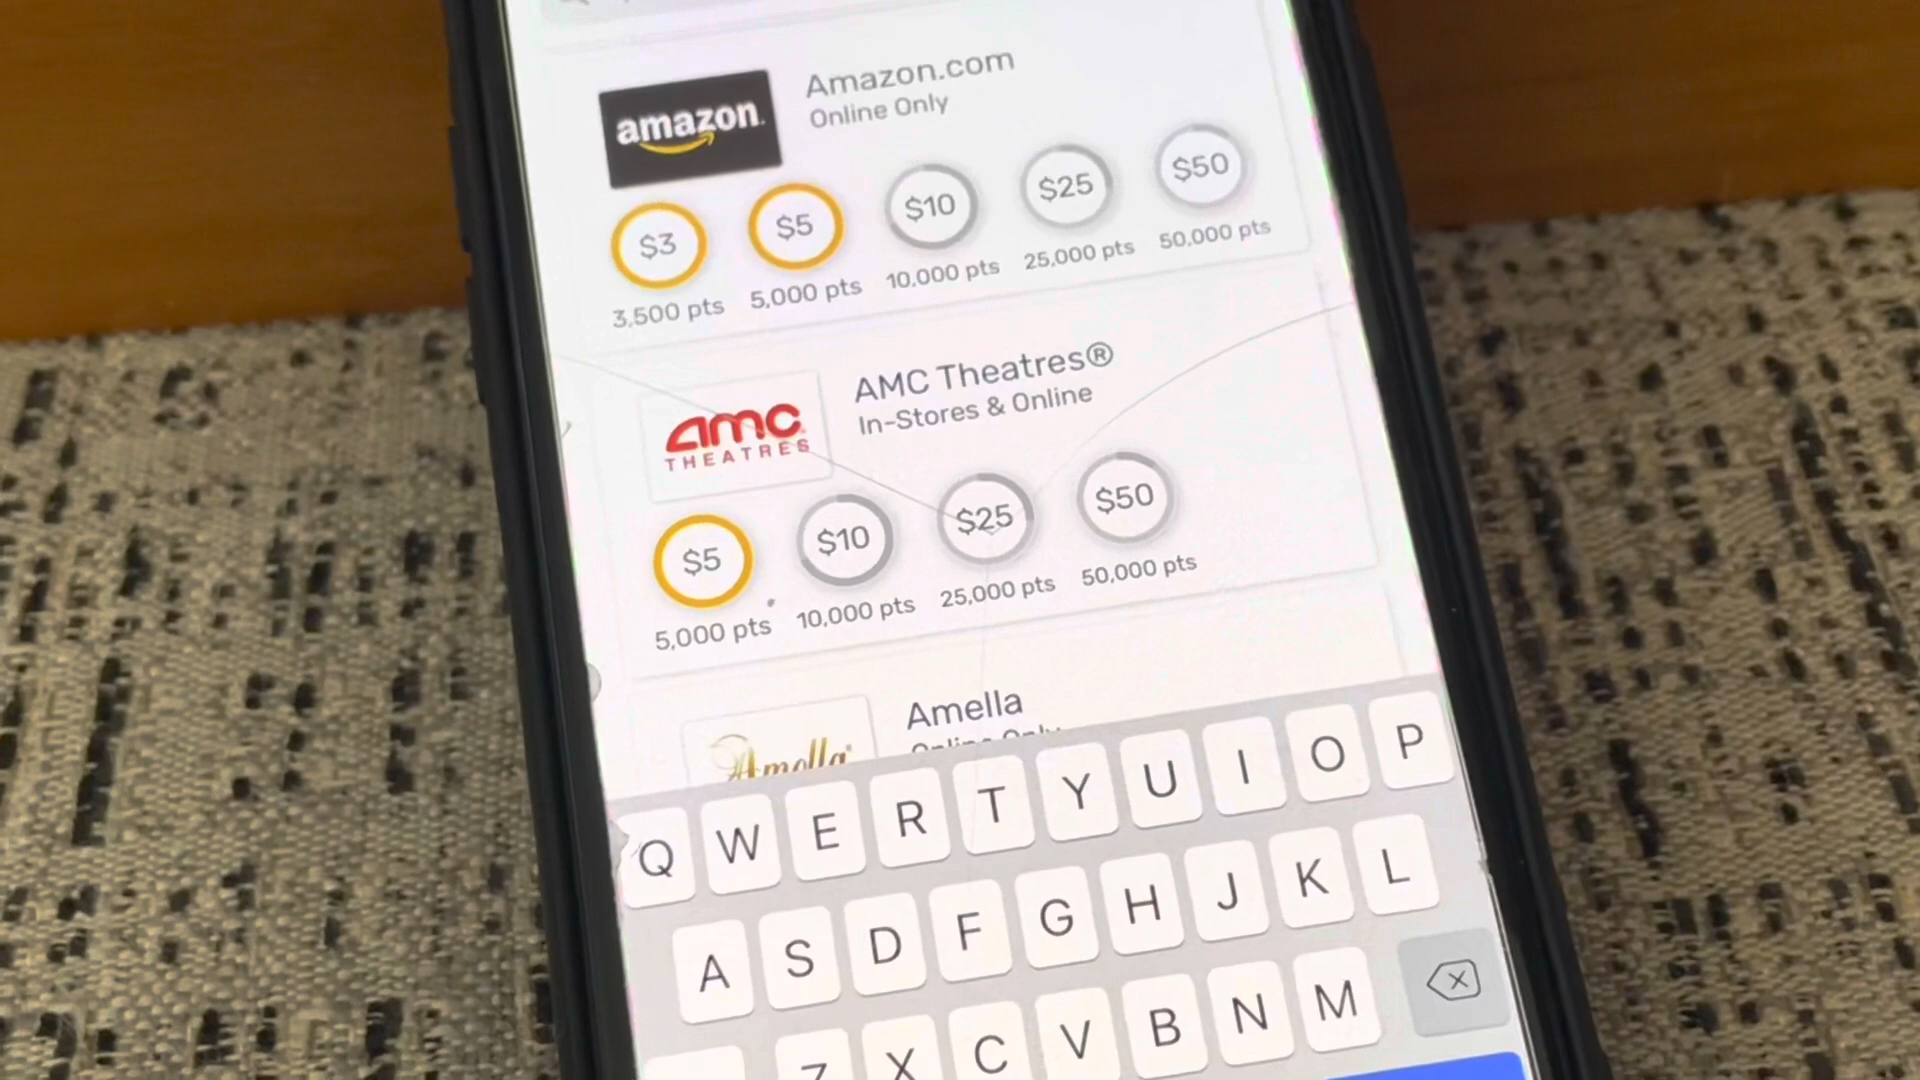 amazon
Amazon.com
Online Only
$3 $5 $10 $25 $50
3,500 pts 5,000 pts 10,000 pts 25,000 pts 50,000 pts
amc
THEATRES
AMC Theatres®
In-Stores & Online
$5 $10 $25 $50
5,000 pts 10,000 pts 25,000 pts 50,000 pts
Amella
Amella
Online Only
Q W E R T Y U I O P
A S D F G H J K L
Z X C V B N M